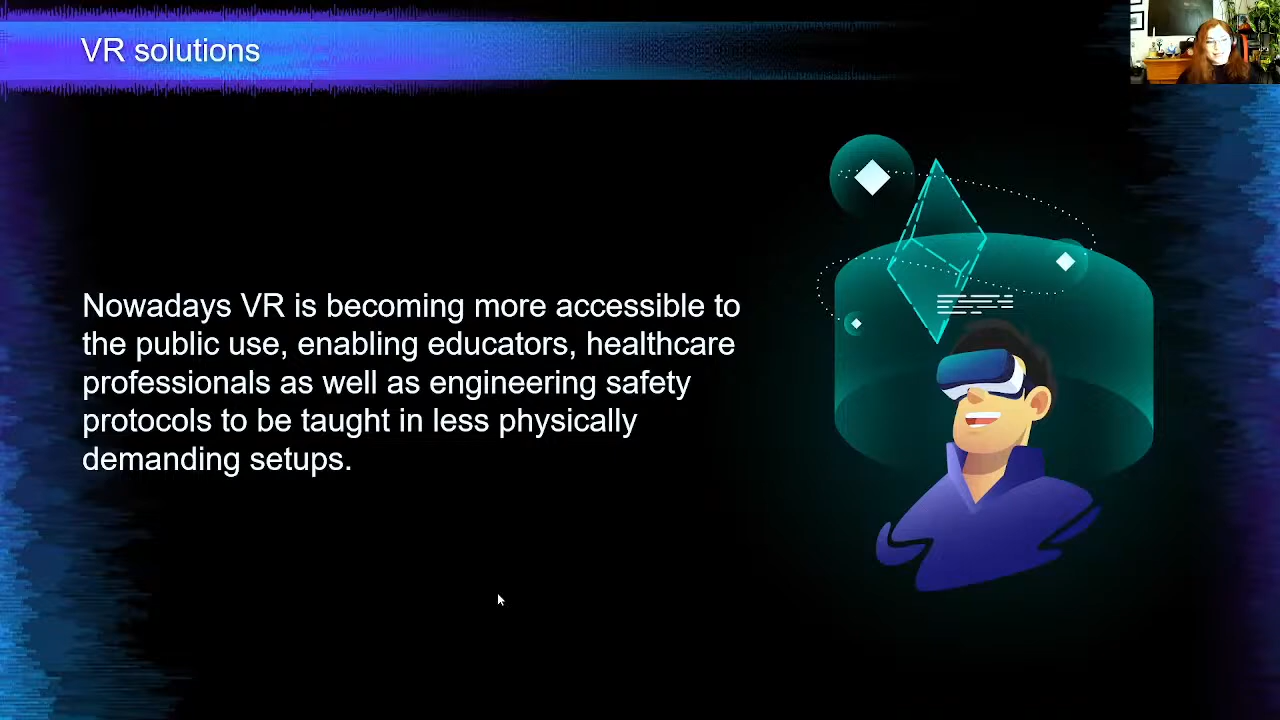 VR solutions
Nowadays VR is becoming more accessible to
the public use, enabling educators, healthcare
professionals as well as engineering safety
protocols to be taught in less physically
demanding setups.